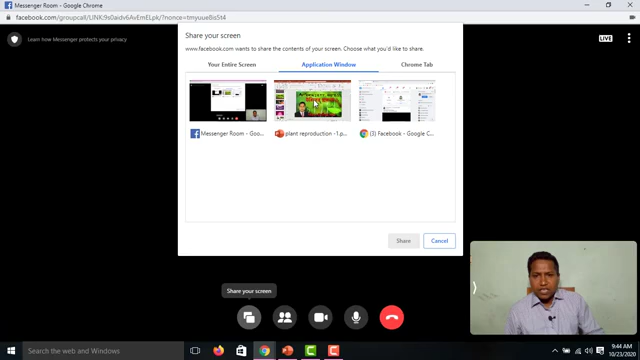 Messenger Room - Google Chrome
facebook.com/groupcall/LINK:9s0aidv6AvEmELpk/?nonce=tmyuue8is5t4
Learn how Messenger protects your privacy
LIVE
Share your screen
www.facebook.com wants to share the contents of your screen. Choose what you'd like to share.
Your Entire Screen
Application Window
Chrome Tab
Messenger Room - Goo...
plant reproduction -1.p...
(3) Facebook - Google C...
Share
Cancel
Share your screen
Search the web and Windows
9:44 AM
10/23/2020